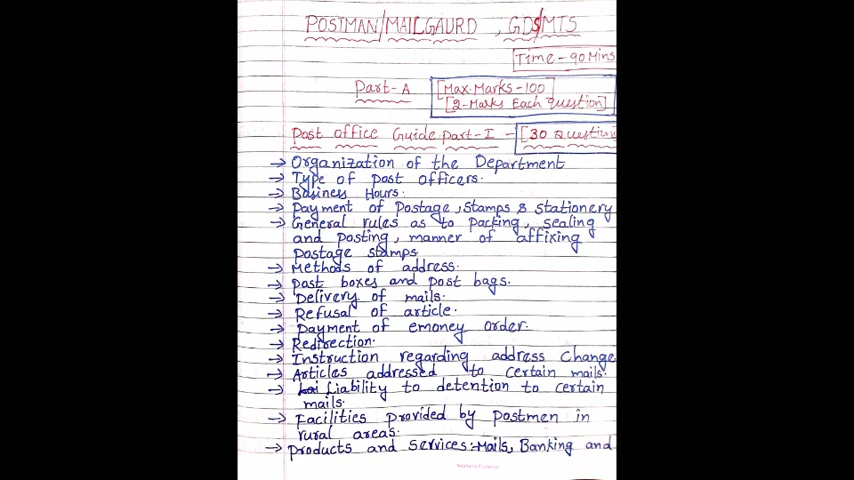 POSTMAN/MAILGAURD, GDS/MTS
Time - 90 Mins
Part-A
[Max. Marks - 100
[2-Marks Each Question]
Post office Guide Part-I - [30 Question
→ Organization of the Department
→ Type of post officers.
→ Business Hours.
→ Payment of Postage, Stamps & Stationery
→ General rules as to packing, sealing
and posting, manner of affixing
postage stamps
→ Methods of address.
→ Post boxes and post bags.
→ Delivery of mails.
→ Refusal of article.
→ Payment of emoney order.
→ Redirection.
→ Instruction regarding address change
→ Articles addressed to certain mails.
→ Liability to detention to certain
mails.
→ Facilities provided by postmen in
rural areas.
→ Products and Services:- Mails, Banking and